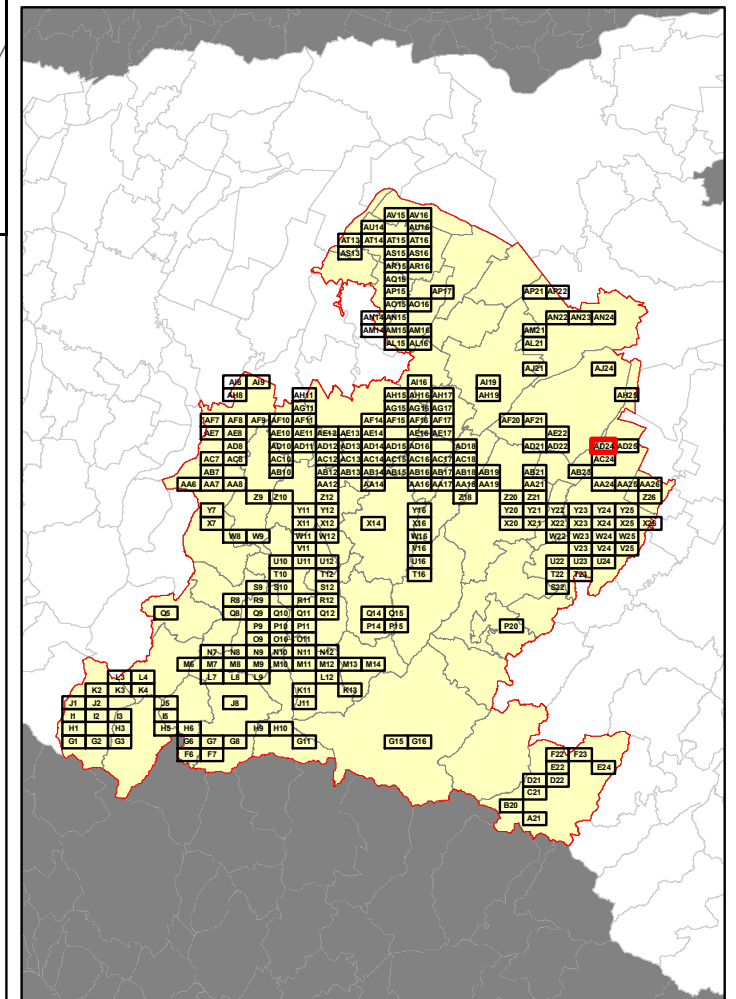 AV15 AV16
AU14 AU16
AT13 AT14 AT15 AT16
AS13 AS15 AS16
AR15 AR16
AQ15
AP15 AP17 AP21 AP22
AO15 AO16
AN14 AN15 AN22 AN23 AN24
AM14 AM15 AM16 AM21
AL15 AL16 AL21
AJ21 AJ24
AI8 AI9 AI16 AI19
AH8 AH11 AH15 AH16 AH17 AH19 AH25
AG11 AG15 AG16 AG17
AF7 AF8 AF9 AF10 AF11 AF14 AF15 AF16 AF17 AF20 AF21
AE7 AE8 AE10 AE11 AE12 AE13 AE14 AE16 AE17 AE22
AD8 AD10 AD11 AD12 AD13 AD14 AD15 AD16 AD18 AD21 AD22 AD24 AD25
AC7 AC8 AC10 AC12 AC13 AC14 AC15 AC16 AC17 AC18 AC24
AB7 AB10 AB12 AB13 AB14 AB15 AB16 AB17 AB18 AB19 AB21 AB23
AA6 AA7 AA8 AA12 AA14 AA16 AA17 AA18 AA19 AA21 AA24 AA25 AA26
Z9 Z10 Z12 Z18 Z20 Z21 Z26
Y7 Y11 Y12 Y16 Y20 Y21 Y22 Y23 Y24 Y25
X7 X11 X12 X14 X16 X20 X21 X22 X23 X24 X25 X26
W8 W9 W11 W12 W16 W22 W23 W24 W25
V11 V16 V23 V24 V25
U10 U11 U12 U16 U22 U23 U24
T10 T12 T16 T22 T23
S9 S10 S12 S22
R8 R9 R11 R12
Q5 Q8 Q9 Q10 Q11 Q12 Q14 Q15
P9 P10 P11 P14 P15 P20
O9 O10 O11
N7 N8 N9 N10 N11 N12
M6 M7 M8 M9 M10 M11 M12 M13 M14
L3 L4 L7 L8 L9 L12
K2 K3 K4 K11 K13
J1 J2 J5 J8 J11
I1 I2 I3 I5
H1 H3 H5 H6 H9 H10
G1 G2 G3 G6 G7 G8 G11 G15 G16
F6 F7 F22 F23
E22 E24
D21 D22
C21
B20
A21